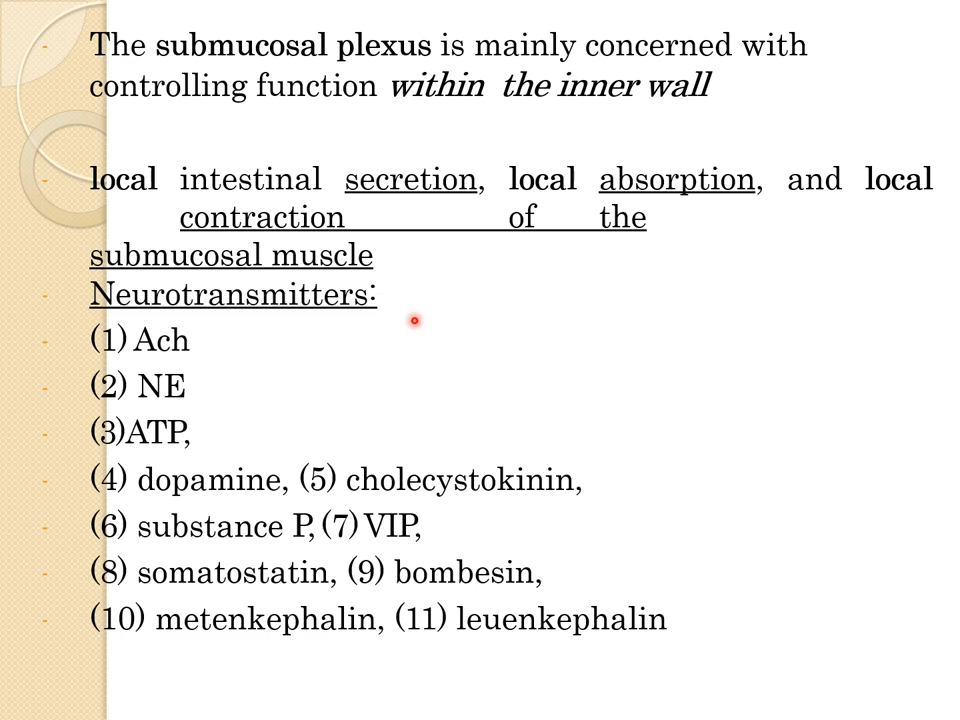 - The submucosal plexus is mainly concerned with
controlling function within the inner wall
- local intestinal secretion, local absorption, and local
contraction of the
submucosal muscle
- Neurotransmitters:
- (1) Ach
- (2) NE
- (3)ATP,
- (4) dopamine, (5) cholecystokinin,
- (6) substance P, (7) VIP,
- (8) somatostatin, (9) bombesin,
- (10) metenkephalin, (11) leuenkephalin